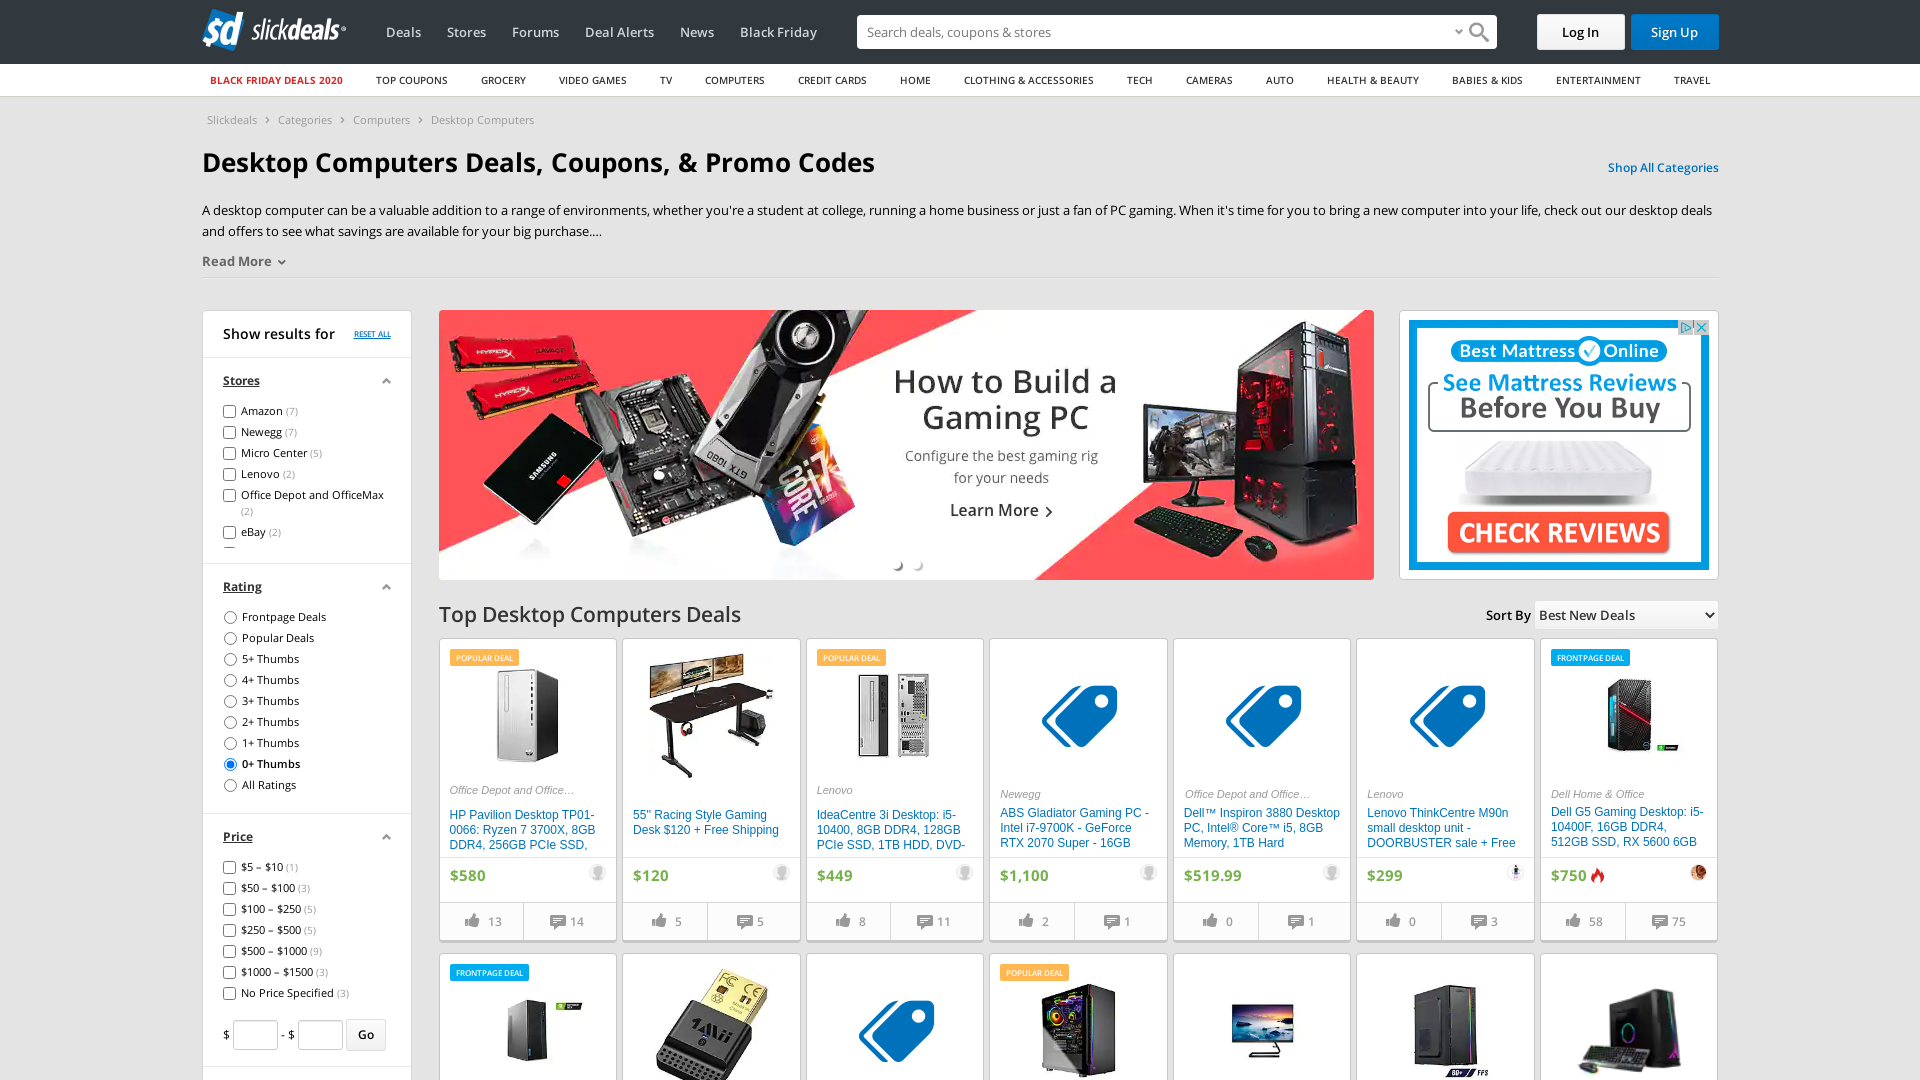 sd slickdeals
Deals
Stores
Forums
Deal Alerts
News
Black Friday
Search deals, coupons & stores
Log In
Sign Up
BLACK FRIDAY DEALS 2020
TOP COUPONS
GROCERY
VIDEO GAMES
TV
COMPUTERS
CREDIT CARDS
HOME
CLOTHING & ACCESSORIES
TECH
CAMERAS
AUTO
HEALTH & BEAUTY
BABIES & KIDS
ENTERTAINMENT
TRAVEL
Slickdeals > Categories > Computers > Desktop Computers
Desktop Computers Deals, Coupons, & Promo Codes
Shop All Categories
A desktop computer can be a valuable addition to a range of environments, whether you're a student at college, running a home business or just a fan of PC gaming. When it's time for you to bring a new computer into your life, check out our desktop deals
and offers to see what savings are available for your big purchase....
Read More
Show results for
RESET ALL
Stores
Amazon (7)
Newegg (7)
Micro Center (5)
Lenovo (2)
Office Depot and OfficeMax
(2)
eBay (2)
Rating
Frontpage Deals
Popular Deals
5+ Thumbs
4+ Thumbs
3+ Thumbs
2+ Thumbs
1+ Thumbs
0+ Thumbs
All Ratings
Price
$5 – $10 (1)
$50 – $100 (3)
$100 – $250 (5)
$250 – $500 (5)
$500 – $1000 (9)
$1000 – $1500 (3)
No Price Specified (3)
$ - $ Go
HYPERX SAVAGE
HYPERX SAVAGE
SAMSUNG
GTX 1080
CORE i7
How to Build a
Gaming PC
Configure the best gaming rig
for your needs
Learn More >
Best Mattress Online
See Mattress Reviews
Before You Buy
CHECK REVIEWS
Top Desktop Computers Deals
Sort By Best New Deals
POPULAR DEAL
Office Depot and Office…
HP Pavilion Desktop TP01-
0066: Ryzen 7 3700X, 8GB
DDR4, 256GB PCIe SSD,
$580
13
14
55" Racing Style Gaming
Desk $120 + Free Shipping
$120
5
5
POPULAR DEAL
Lenovo
IdeaCentre 3i Desktop: i5-
10400, 8GB DDR4, 128GB
PCIe SSD, 1TB HDD, DVD-
$449
8
11
Newegg
ABS Gladiator Gaming PC -
Intel i7-9700K - GeForce
RTX 2070 Super - 16GB
$1,100
2
1
Office Depot and Office…
Dell™ Inspiron 3880 Desktop
PC, Intel® Core™ i5, 8GB
Memory, 1TB Hard
$519.99
0
1
Lenovo
Lenovo ThinkCentre M90n
small desktop unit -
DOORBUSTER sale + Free
$299
0
3
FRONTPAGE DEAL
Dell Home & Office
Dell G5 Gaming Desktop: i5-
10400F, 16GB DDR4,
512GB SSD, RX 5600 6GB
$750
58
75
FRONTPAGE DEAL
FC CE
1Mii
POPULAR DEAL
80+ FPS